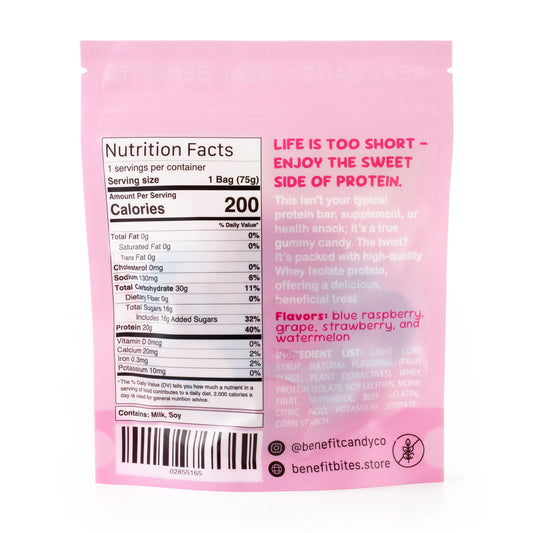 REAL CANDY. REAL BENEFITS
Nutrition Facts
1 servings per container
Serving size 1 Bag (75g)
Amount Per Serving
Calories 200
% Daily Value*
Total Fat 0g 0%
Saturated Fat 0g 0%
Trans Fat 0g
Cholesterol 0mg 0%
Sodium 130mg 6%
Total Carbohydrate 30g 11%
Dietary Fiber 0g 0%
Total Sugars 16g
Includes 16g Added Sugars 32%
Protein 20g 40%
Vitamin D 0mcg 0%
Calcium 20mg 2%
Iron 0.3mg 2%
Potassium 10mg 0%
* The % Daily Value (DV) tells you how much a nutrient in a
serving of food contributes to a daily diet. 2,000 calories a
day is used for general nutrition advice.
Contains: Milk, Soy
02855165
LIFE IS TOO SHORT –
ENJOY THE SWEET
SIDE OF PROTEIN.
This isn't your typical
protein bar, supplement, or
health snack; it's a true
gummy candy. The twist?
It's packed with high-quality
Whey Isolate protein,
offering a delicious,
beneficial treat
Flavors: blue raspberry,
grape, strawberry, and
watermelon
INGREDIENT LIST: LIGHT CORN
SYRUP, NATURAL FLAVORING (FRUIT
PUREE, PLANT EXTRACTIVES), WHEY
PROTEIN ISOLATE, SOY LECITHIN, MONK
FRUIT, ERYTHRITOL, BEEF GELATIN,
CITRIC ACID, POTASSIUM SORBATE,
CORN STARCH
@benefitcandyco
benefitbites.store